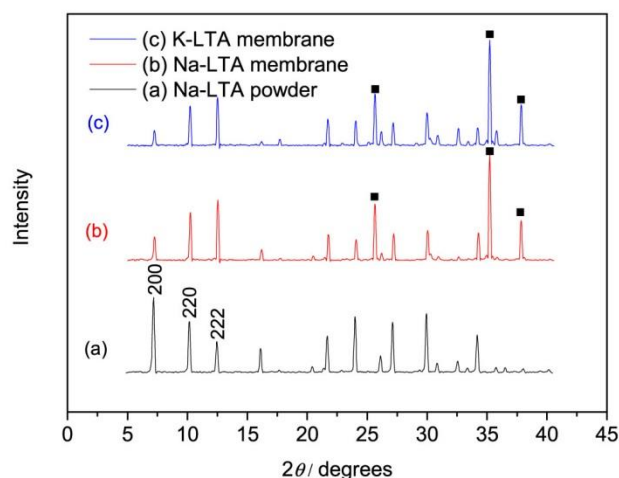 (c) K-LTA membrane
(b) Na-LTA membrane
(a) Na-LTA powder
(c)
(b)
(a)
200
220
222
Intensity
0 5 10 15 20 25 30 35 40 45
2θ/ degrees